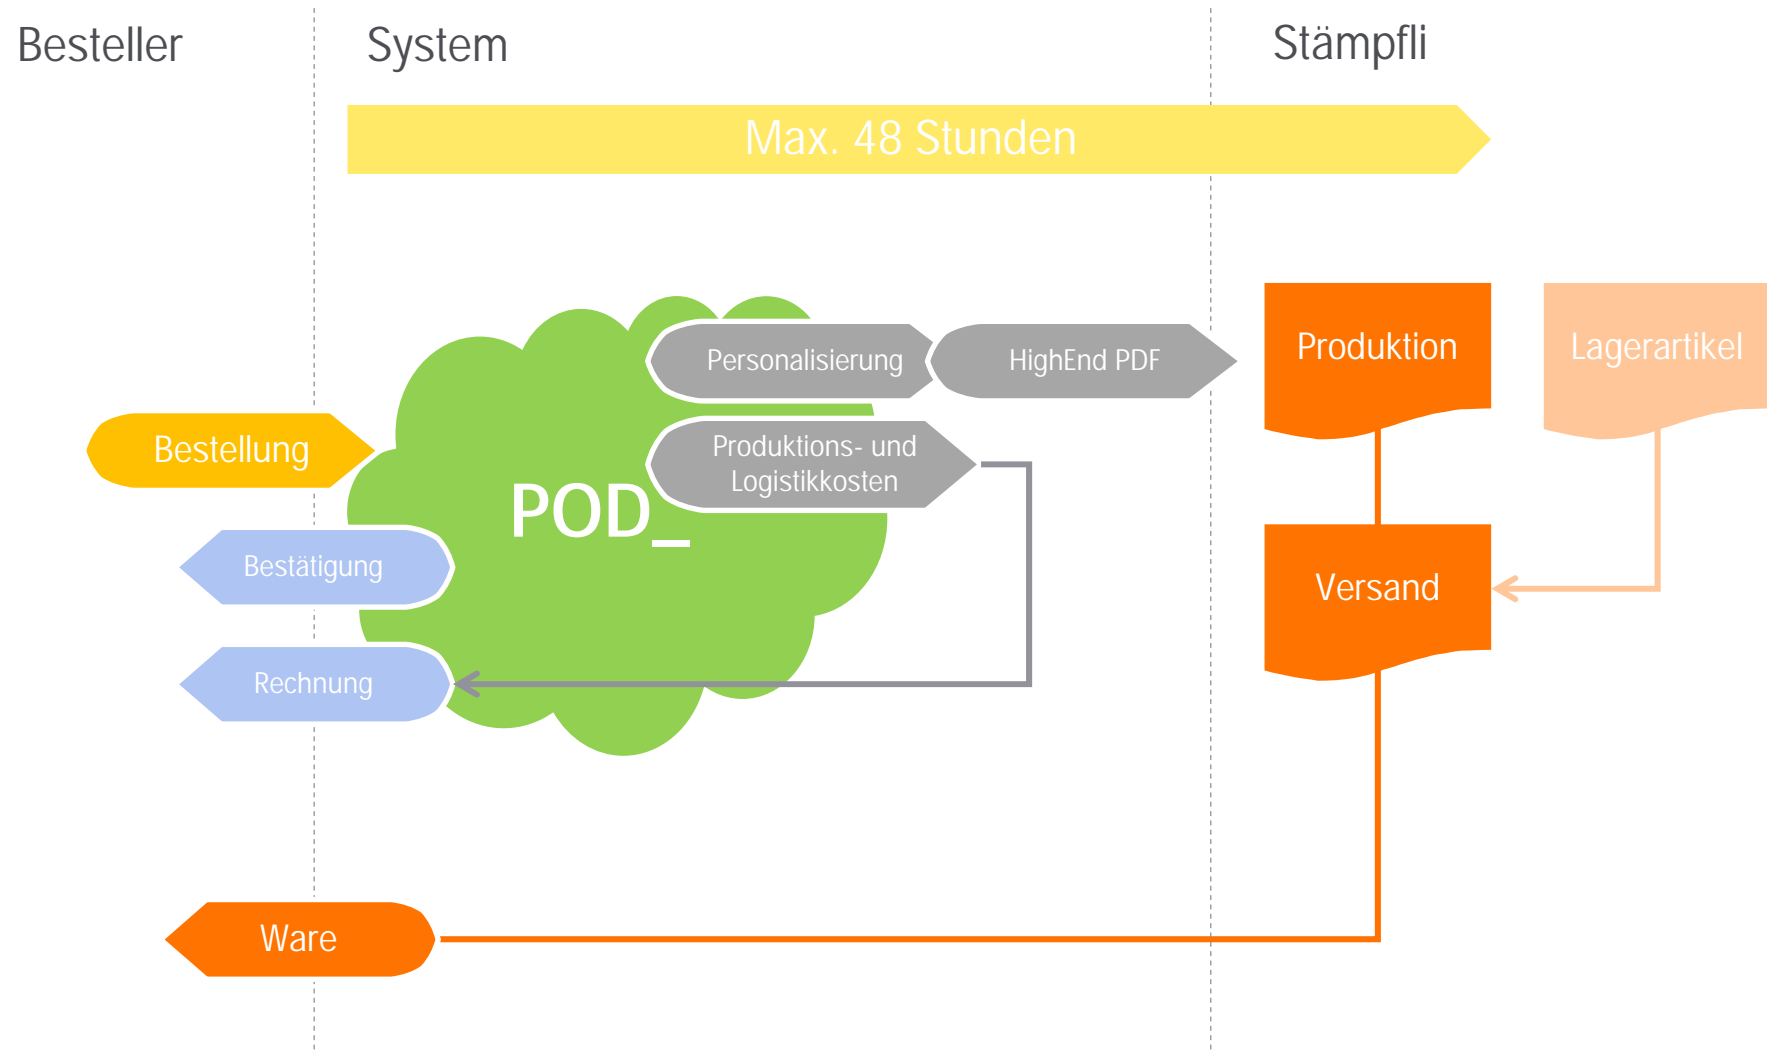 Besteller
System
Stämpfli
Max. 48 Stunden
Personalisierung
HighEnd PDF
Produktion
Lagerartikel
Bestellung
Produktions- und
Logistikkosten
POD_
Bestätigung
Versand
Rechnung
Ware